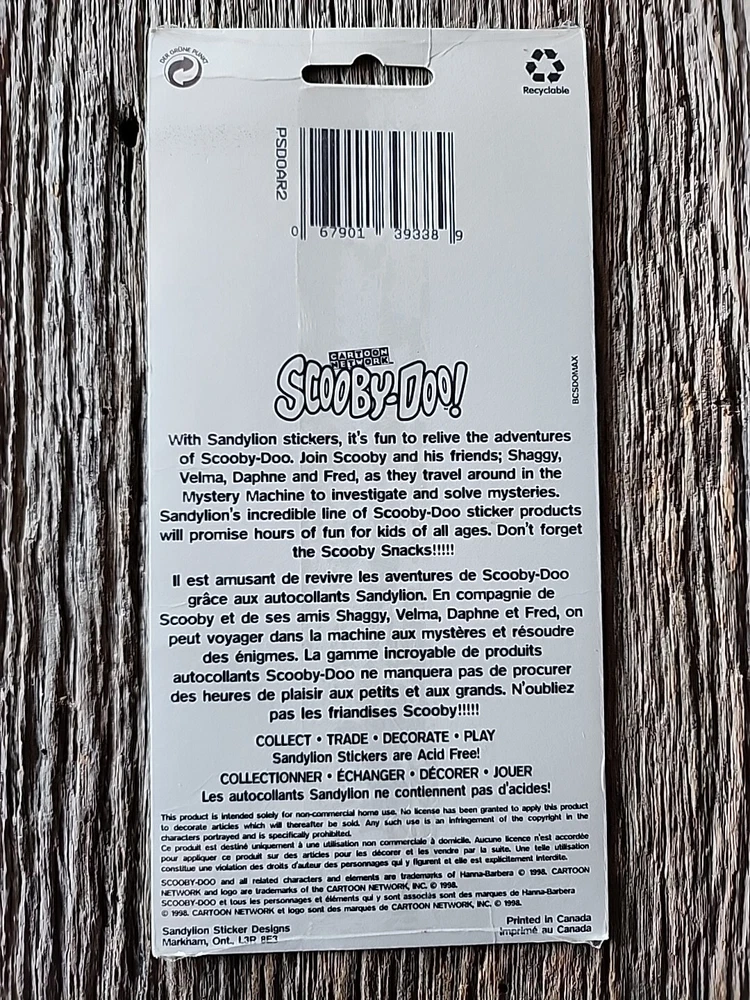 DER GRÜNE PUNKT
Recyclable
PSD0AR2
0 67901 39338 9
CARTOON
NETWORK
SCOOBY-DOO!
BCSDOMAX
With Sandylion stickers, it's fun to relive the adventures
of Scooby-Doo. Join Scooby and his friends; Shaggy,
Velma, Daphne and Fred, as they travel around in the
Mystery Machine to investigate and solve mysteries.
Sandylion's incredible line of Scooby-Doo sticker products
will promise hours of fun for kids of all ages. Don't forget
the Scooby Snacks!!!!!
Il est amusant de revivre les aventures de Scooby-Doo
grâce aux autocollants Sandylion. En compagnie de
Scooby et de ses amis Shaggy, Velma, Daphne et Fred, on
peut voyager dans la machine aux mystères et résoudre
des énigmes. La gamme incroyable de produits
autocollants Scooby-Doo ne manquera pas de procurer
des heures de plaisir aux petits et aux grands. N'oubliez
pas les friandises Scooby!!!!!
COLLECT • TRADE • DECORATE • PLAY
Sandylion Stickers are Acid Free!
COLLECTIONNER • ÉCHANGER • DÉCORER • JOUER
Les autocollants Sandylion ne contiennent pas d'acides!
This product is intended solely for non-commercial home use. No license has been granted to apply this product
to decorate articles which will thereafter be sold. Any such use is an infringement of the copyright in the
characters portrayed and is specifically prohibited.
Ce produit est destiné uniquement à une utilisation non commerciale à domicile. Aucune licence n'est accordée
pour appliquer ce produit sur des articles pour les décorer et les vendre par la suite. Une telle utilisation
constitue une violation des droits d'auteur des personnages qui y figurent et elle est explicitement interdite.
SCOOBY-DOO and all related characters and elements are trademarks of Hanna-Barbera © 1998. CARTOON
NETWORK and logo are trademarks of the CARTOON NETWORK, INC. © 1998.
SCOOBY-DOO et tous les personnages et éléments qui y sont associés sont des marques de Hanna-Barbera
© 1998. CARTOON NETWORK et logo sont des marques de CARTOON NETWORK, INC. © 1998.
Sandylion Sticker Designs
Markham, Ont., L3R 8E3
Printed in Canada
Imprimé au Canada